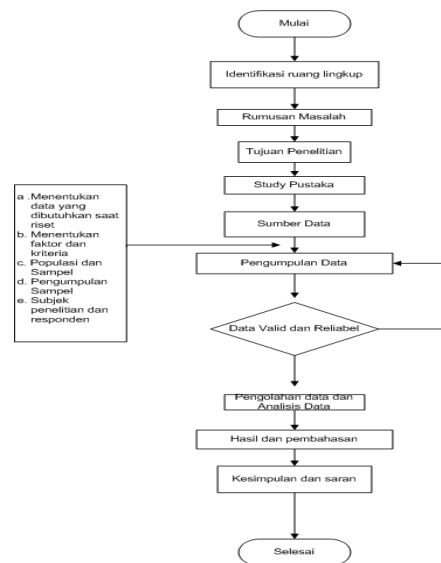 Mulai
Identifikasi ruang lingkup
Rumusan Masalah
Tujuan Penelitian
Study Pustaka
Sumber Data
a .Menentukan
data yang
dibutuhkan saat
riset
b. Menentukan
faktor dan
kriteria
c. Populasi dan
Sampel
d. Pengumpulan
Sampel
e. Subjek
penelitian dan
responden
Pengumpulan Data
Data Valid dan Reliabel
Pengolahan data dan
Analisis Data
Hasil dan pembahasan
Kesimpulan dan saran
Selesai